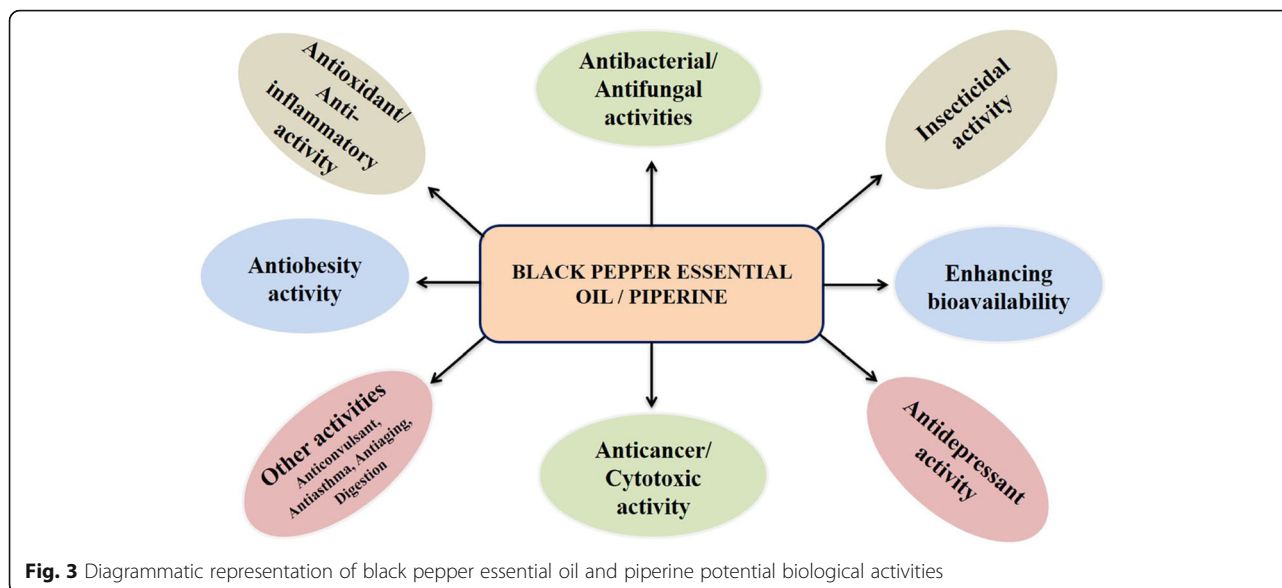 Antioxidant/
Anti-
inflammatory
activity
Antibacterial/
Antifungal
activities
Insecticidal
activity
Antiobesity
activity
BLACK PEPPER ESSENTIAL
OIL / PIPERINE
Enhancing
bioavailability
Other activities
Anticonvulsant,
Antiasthma, Antiaging,
Digestion
Anticancer/
Cytotoxic
activity
Antidepressant
activity
Fig. 3 Diagrammatic representation of black pepper essential oil and piperine potential biological activities